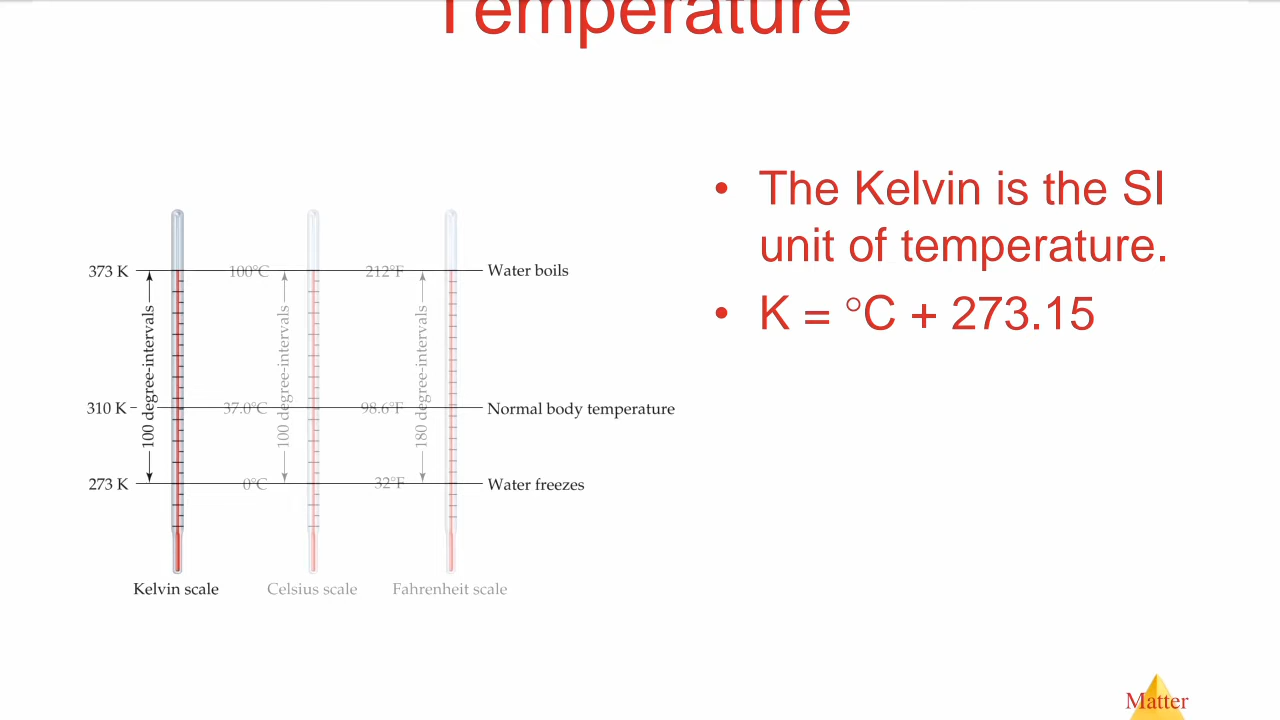 Temperature
The Kelvin is the SI
unit of temperature.
K = °C + 273.15
373 K
100°C
212°F
Water boils
100 degree-intervals
100 degree-intervals
180 degree-intervals
310 K
37.0°C
98.6°F
Normal body temperature
273 K
0°C
32°F
Water freezes
Kelvin scale
Celsius scale
Fahrenheit scale
Matter